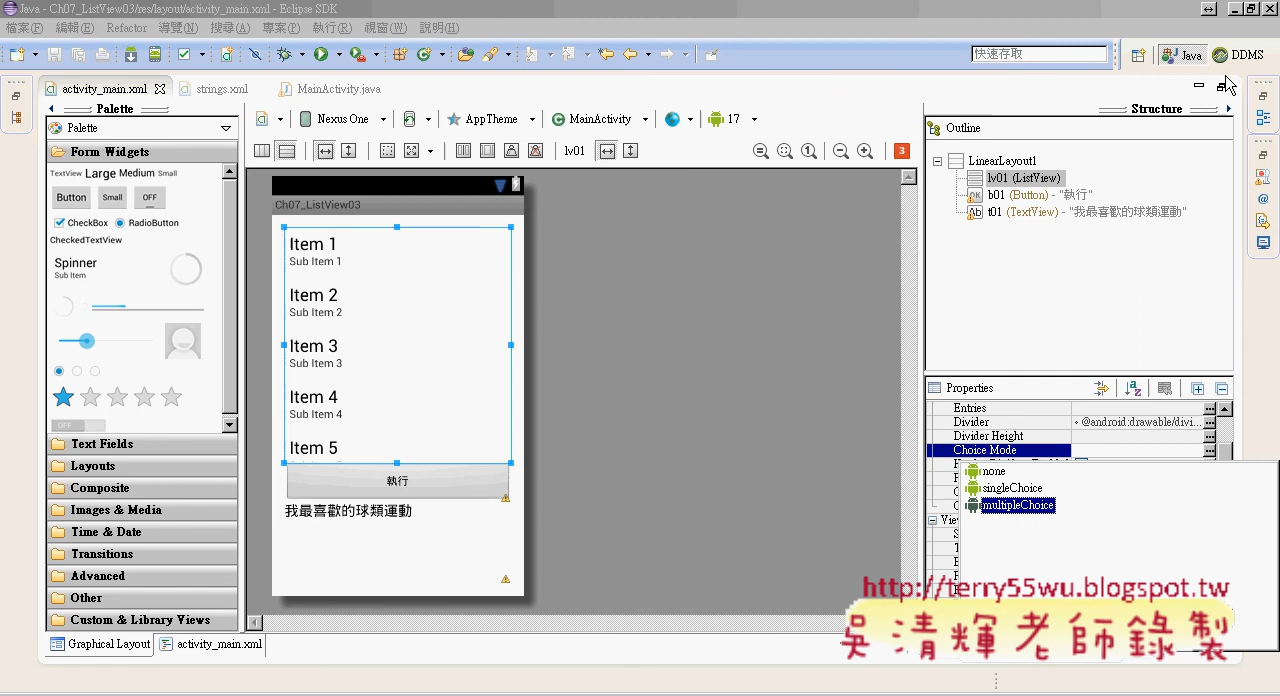 Java - Ch07_ListView03/res/layout/activity_main.xml - Eclipse SDK
檔案(F) 編輯(E) Refactor 導覽(N) 搜尋(A) 專案(P) 執行(R) 視窗(W) 說明(H)
快速存取
Java
DDMS
activity_main.xml
strings.xml
MainActivity.java
Palette
Palette
Form Widgets
TextView Large Medium Small
Button Small OFF
CheckBox RadioButton
CheckedTextView
Spinner
Sub Item
OFF
Text Fields
Layouts
Composite
Images & Media
Time & Date
Transitions
Advanced
Other
Custom & Library Views
Graphical Layout
activity_main.xml
Nexus One
AppTheme
MainActivity
17
lv01
3
Ch07_ListView03
Item 1
Sub Item 1
Item 2
Sub Item 2
Item 3
Sub Item 3
Item 4
Sub Item 4
Item 5
執行
我最喜歡的球類運動
Structure
Outline
LinearLayout1
lv01 (ListView)
b01 (Button) - "執行"
t01 (TextView) - "我最喜歡的球類運動"
Properties
Entries
Divider
@android:drawable/divi...
Divider Height
Choice Mode
none
singleChoice
multipleChoice
http://terry55wu.blogspot.tw
吳清輝老師錄製